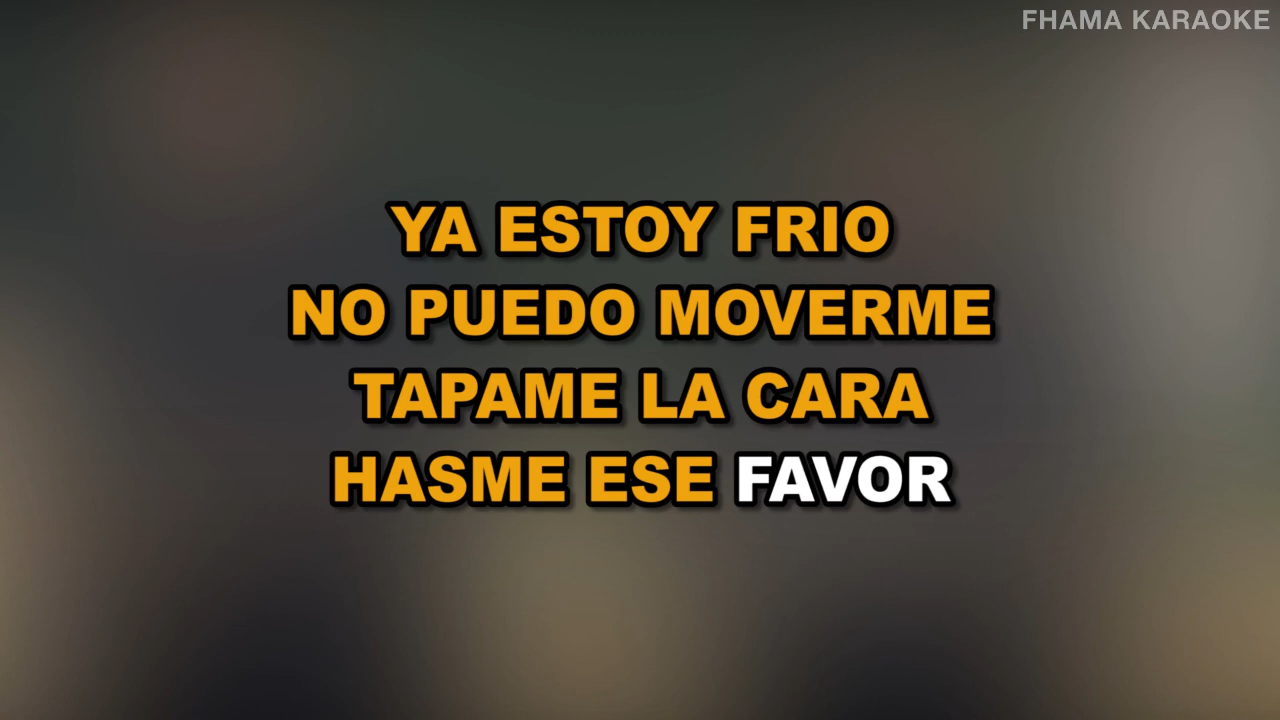 FHAMA KARAOKE
YA ESTOY FRIO
NO PUEDO MOVERME
TAPAME LA CARA
HASME ESE FAVOR